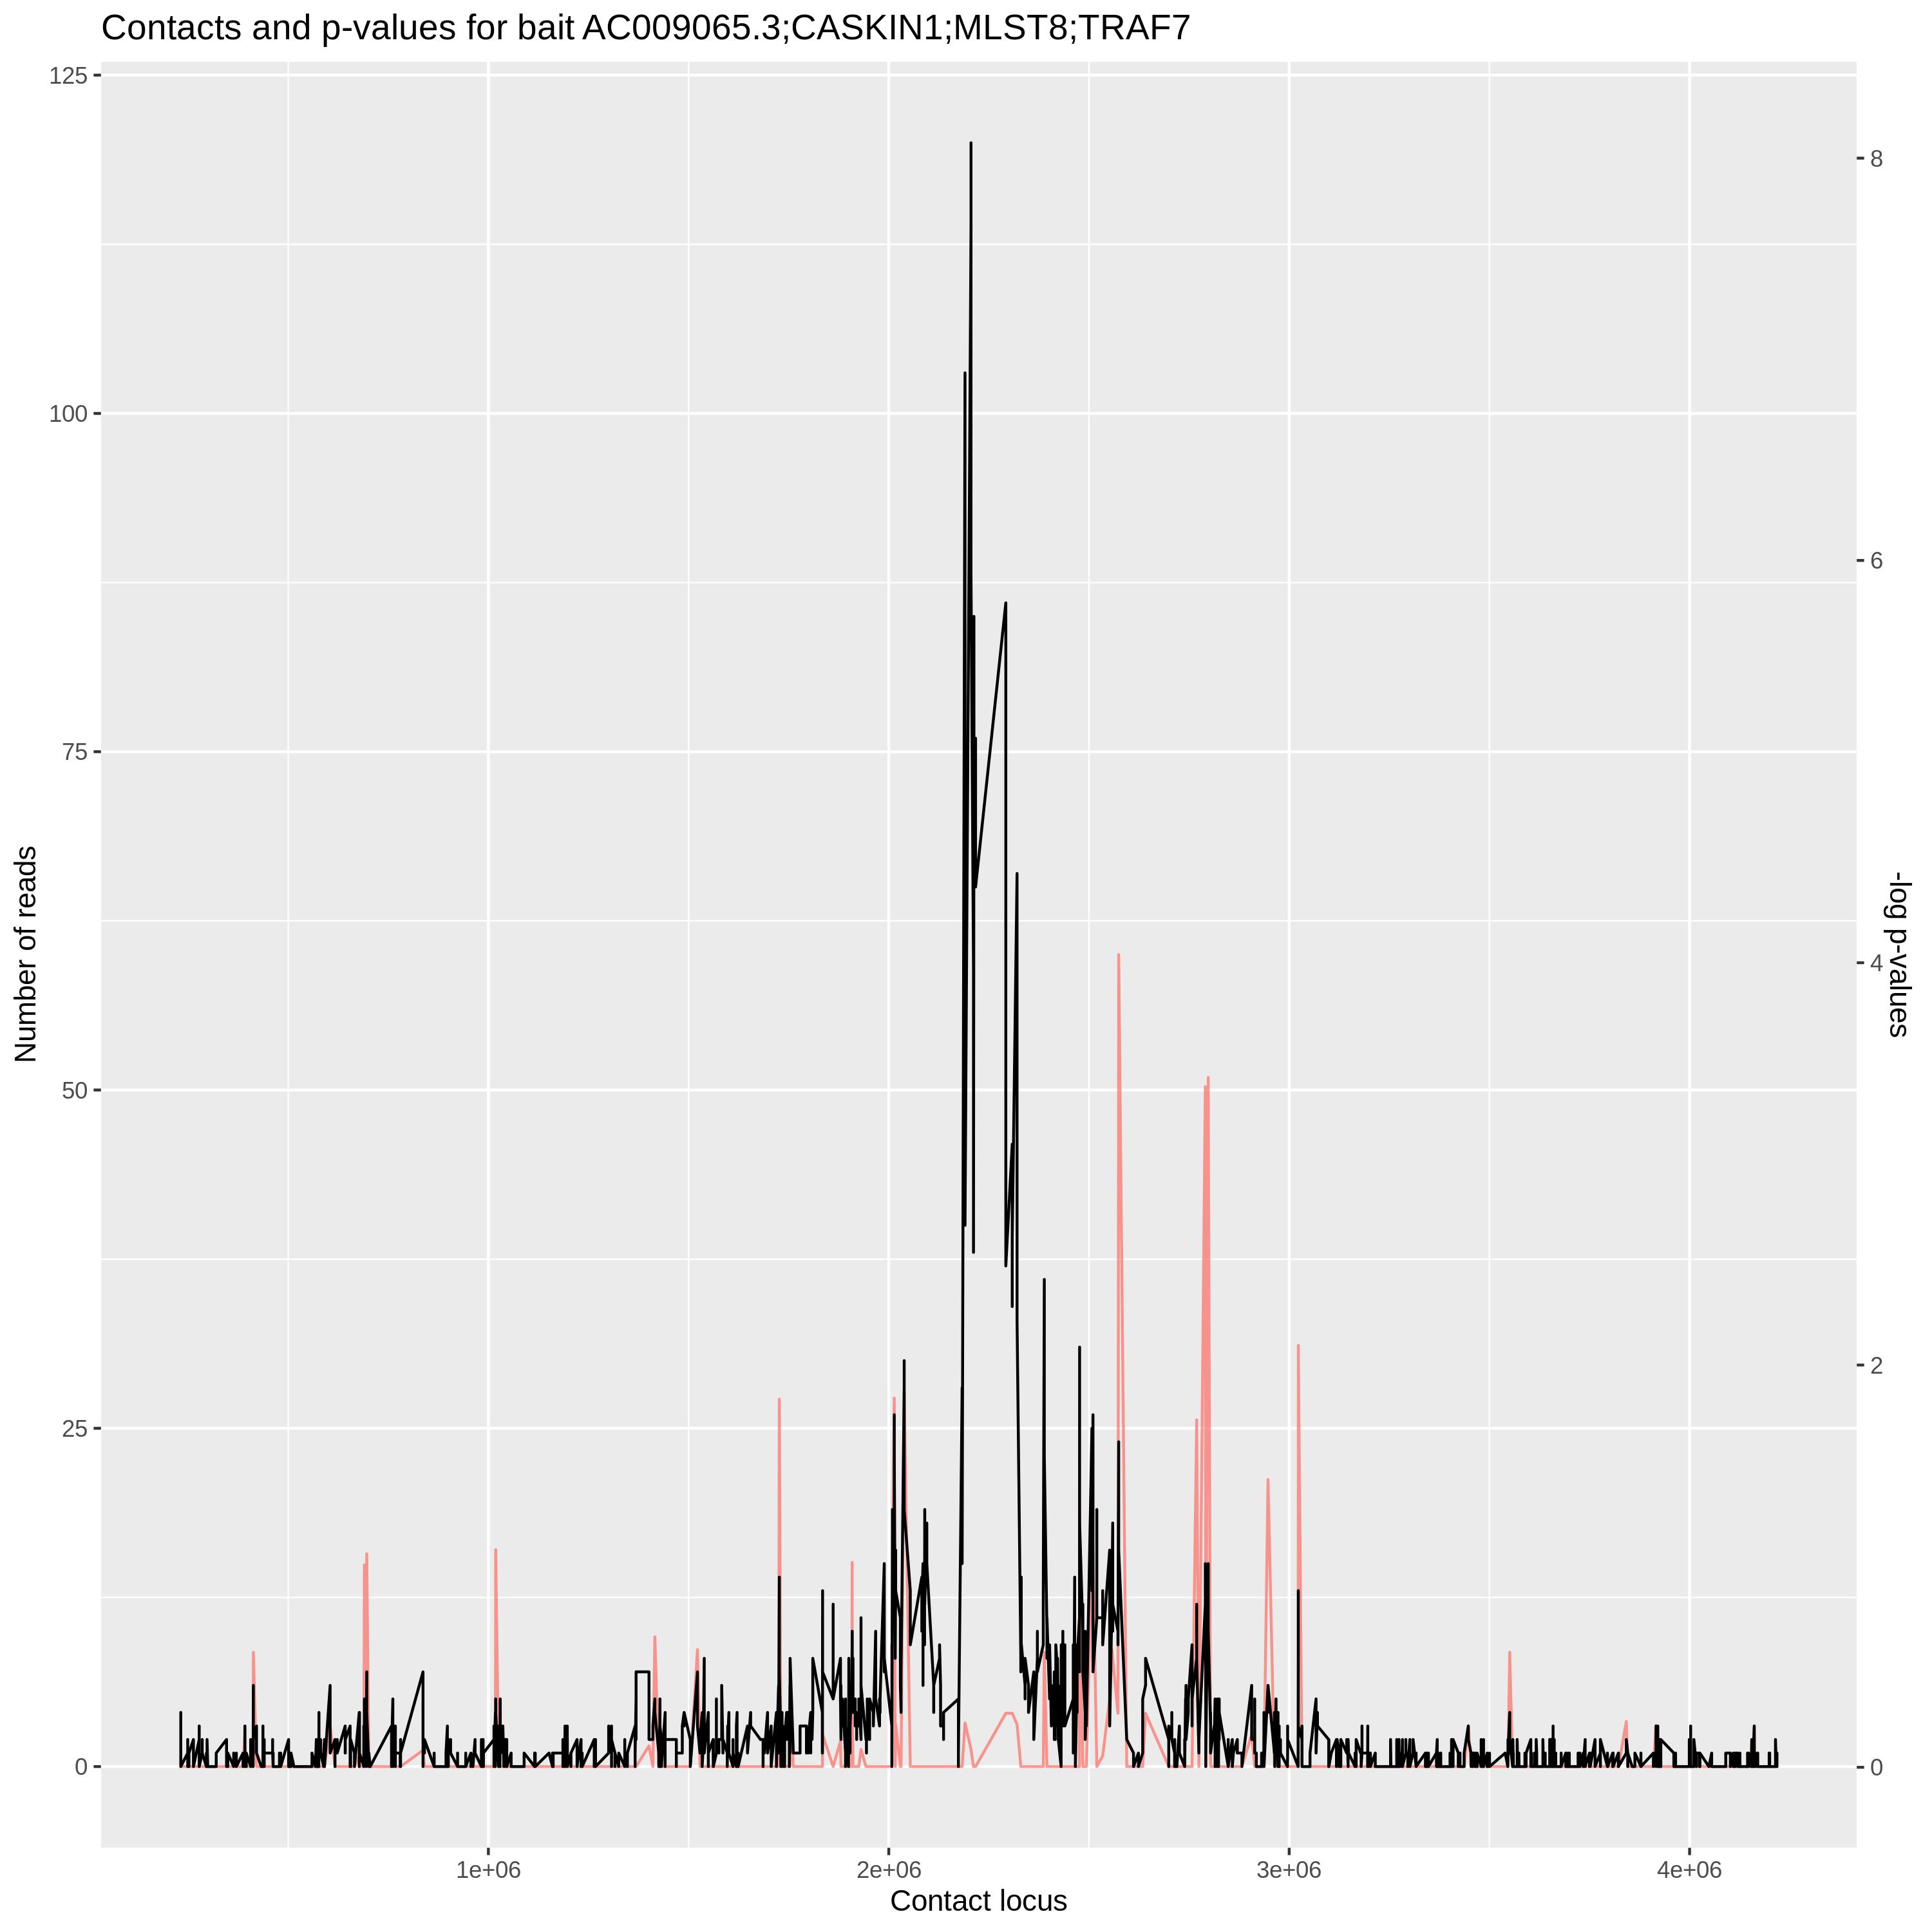 Contacts and p-values for bait AC009065.3;CASKIN1;MLST8;TRAF7
125
100
75
50
25
0
Number of reads
8
6
4
2
0
-log p-values
1e+06
2e+06
3e+06
4e+06
Contact locus